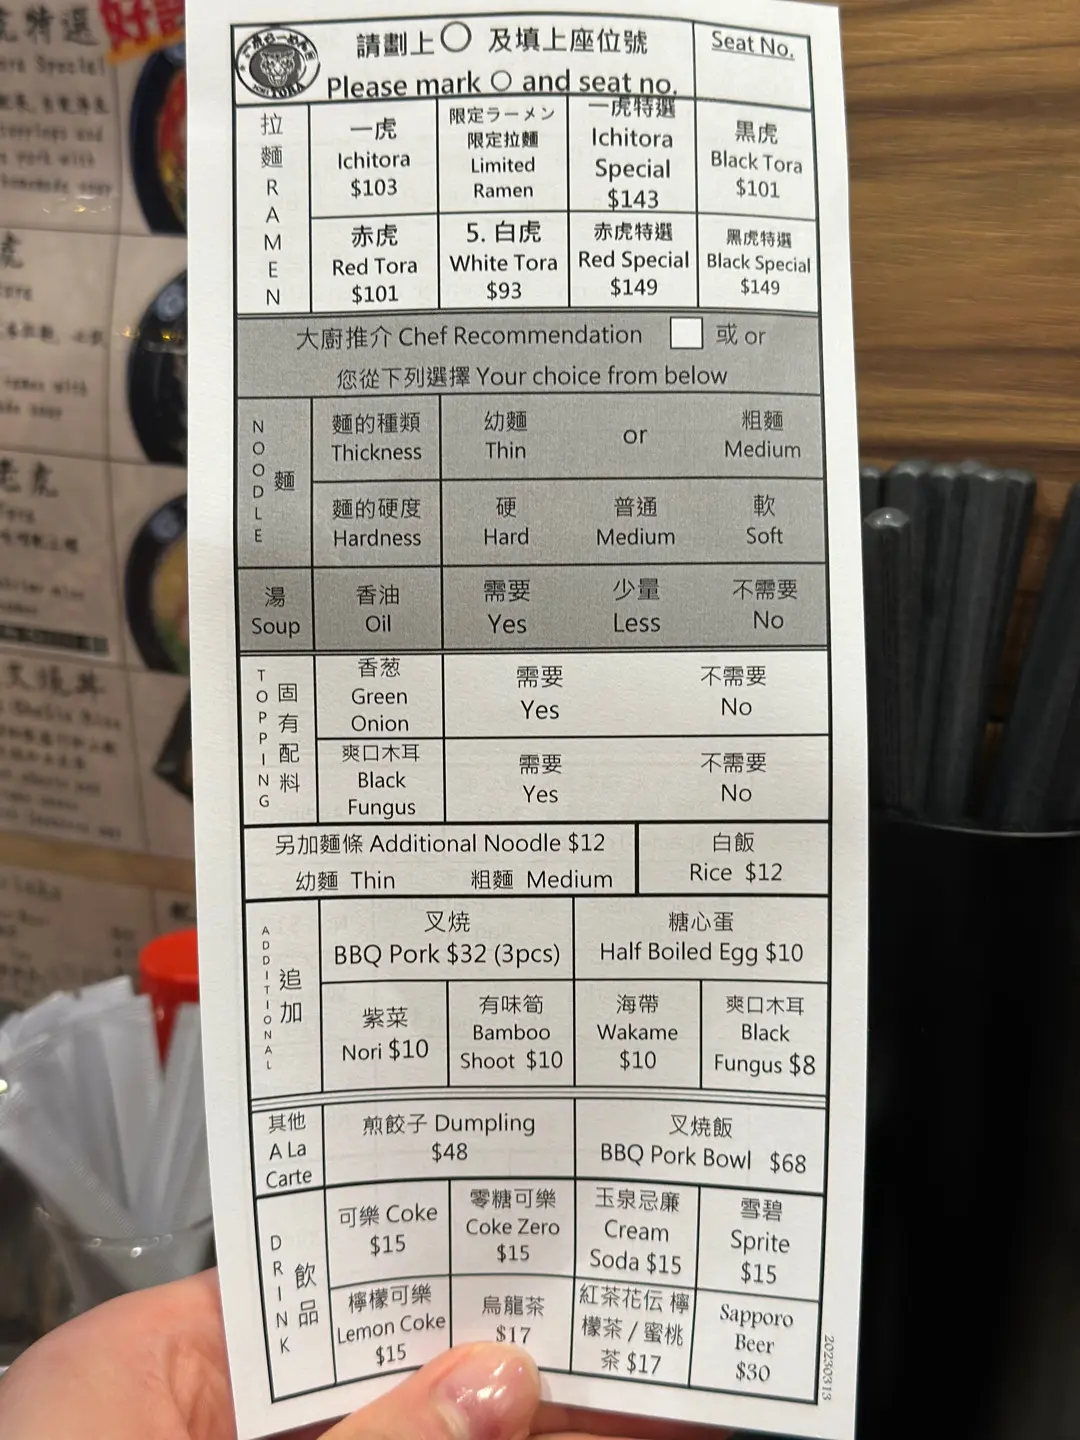 請劃上○ 及填上座位號
Please mark ○ and seat no.
Seat No.
ICHI TORA
拉麵 RAMEN
一虎
Ichitora
$103
限定ラーメン
限定拉麵
Limited
Ramen
一虎特選
Ichitora
Special
$143
黑虎
Black Tora
$101
赤虎
Red Tora
$101
5. 白虎
White Tora
$93
赤虎特選
Red Special
$149
黑虎特選
Black Special
$149
大廚推介 Chef Recommendation 或 or
您從下列選擇 Your choice from below
NOODLE 麵
麵的種類
Thickness
幼麵
Thin
or
粗麵
Medium
麵的硬度
Hardness
硬
Hard
普通
Medium
軟
Soft
湯
Soup
香油
Oil
需要
Yes
少量
Less
不需要
No
TOPPING 固有配料
香葱
Green
Onion
需要
Yes
不需要
No
爽口木耳
Black
Fungus
需要
Yes
不需要
No
另加麵條 Additional Noodle $12
幼麵 Thin 粗麵 Medium
白飯
Rice $12
ADDITIONAL 追加
叉燒
BBQ Pork $32 (3pcs)
糖心蛋
Half Boiled Egg $10
紫菜
Nori $10
有味筍
Bamboo
Shoot $10
海帶
Wakame
$10
爽口木耳
Black
Fungus $8
其他
A La
Carte
煎餃子 Dumpling
$48
叉燒飯
BBQ Pork Bowl $68
DRINK 飲品
可樂 Coke
$15
零糖可樂
Coke Zero
$15
玉泉忌廉
Cream
Soda $15
雪碧
Sprite
$15
檸檬可樂
Lemon Coke
$15
烏龍茶
$17
紅茶花伝 檸
檬茶 / 蜜桃
茶 $17
Sapporo
Beer
$30
20230313